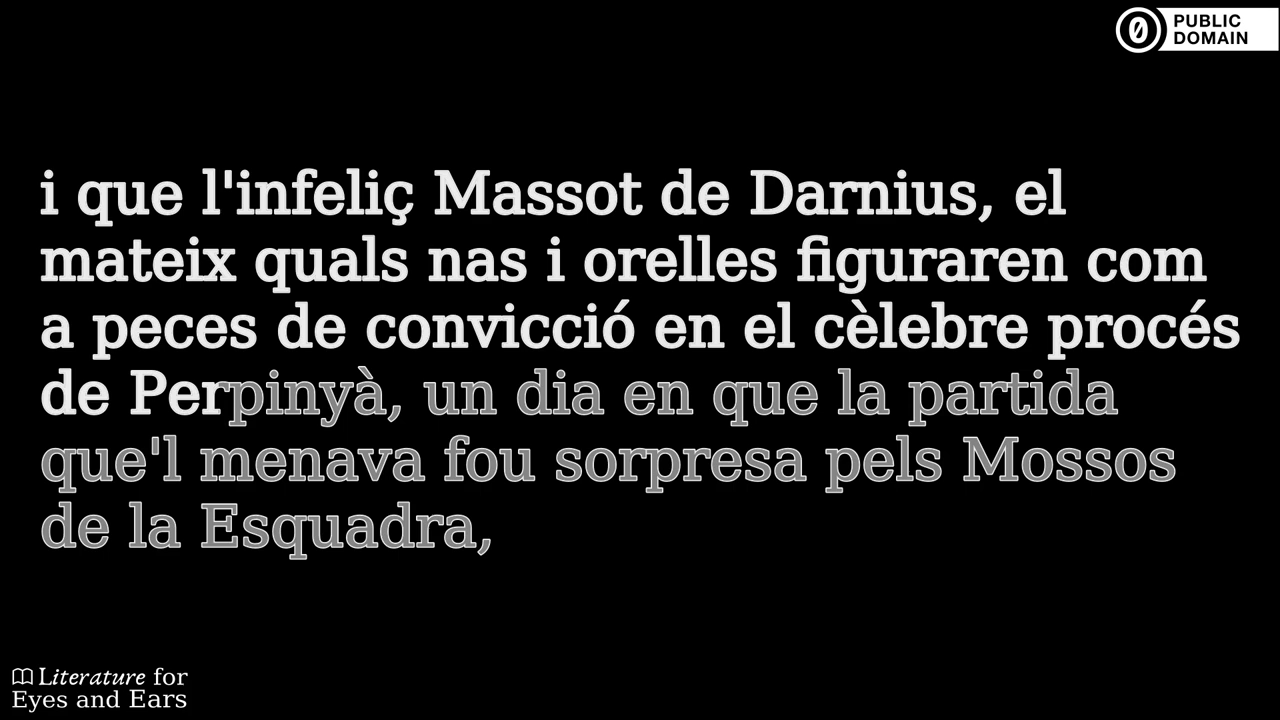 PUBLIC
DOMAIN
i que l'infeliç Massot de Darnius, el
mateix quals nas i orelles figuraren com
a peces de convicció en el cèlebre procés
de Perpinyà, un dia en que la partida
que'l menava fou sorpresa pels Mossos
de la Esquadra,
Literature for
Eyes and Ears